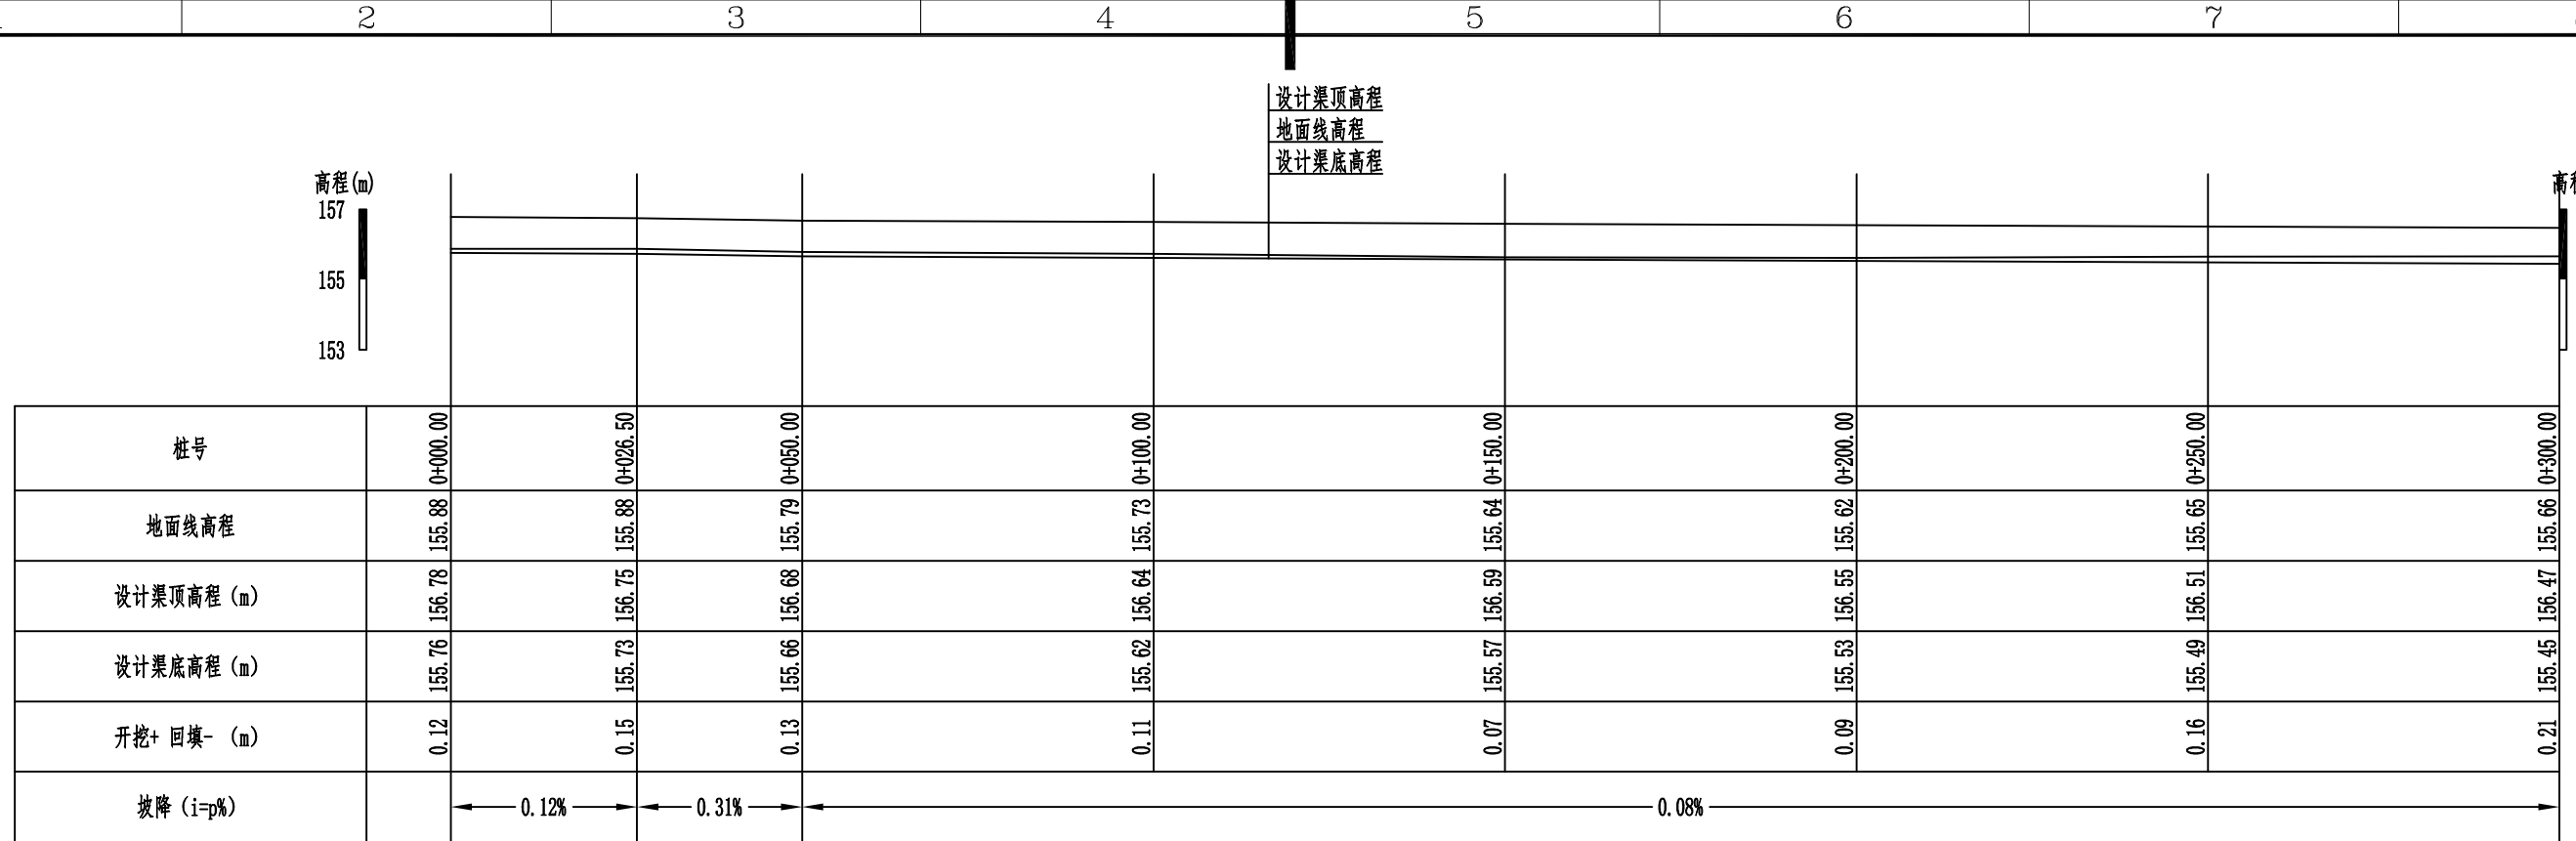 2 3 4 5 6 7
设计渠顶高程
地面线高程
设计渠底高程
高程(m)
157
155
153
桩号 0+000.00 0+026.50 0+050.00 0+100.00 0+150.00 0+200.00 0+250.00 0+300.00
地面线高程 155.88 155.88 155.79 155.73 155.64 155.62 155.65 155.66
设计渠顶高程 (m) 156.78 156.75 156.68 156.64 156.59 156.55 156.51 156.47
设计渠底高程 (m) 155.76 155.73 155.66 155.62 155.57 155.53 155.49 155.45
开挖+ 回填- (m) 0.12 0.15 0.13 0.11 0.07 0.09 0.16 0.21
坡降 (i=p%) 0.12% 0.31% 0.08%